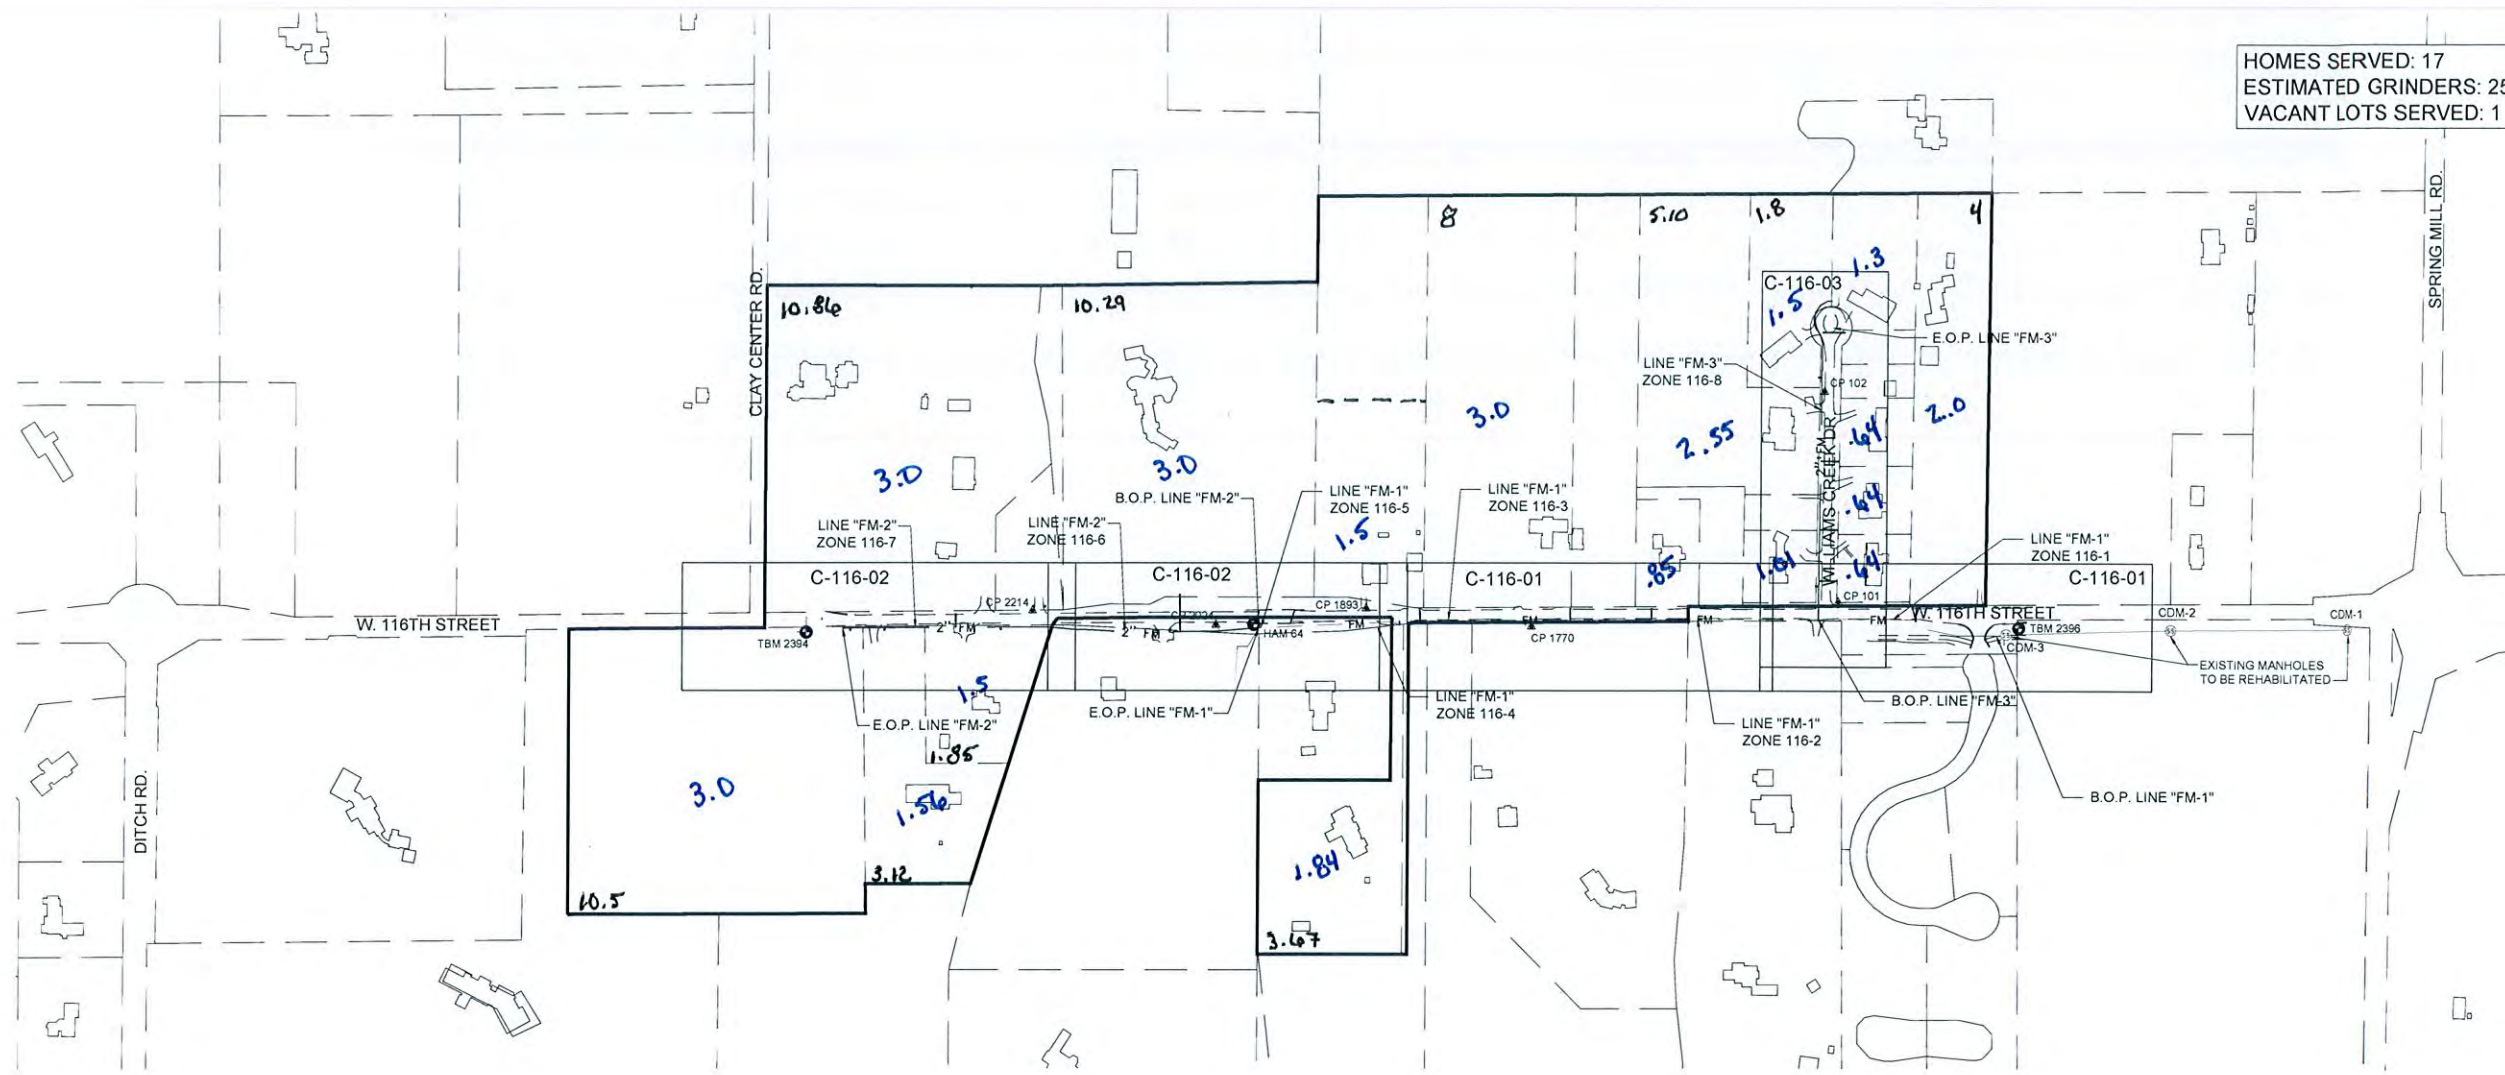 HOMES SERVED: 17
ESTIMATED GRINDERS: 25
VACANT LOTS SERVED: 1
SPRING MILL RD.
8
5.10
1.8
4
1.3
C-116-03
1.5
CLAY CENTER RD.
10.86
10.29
E.O.P. LINE "FM-3"
LINE "FM-3"
ZONE 116-8
CP 102
3.0
2.0
2.55
.64
2" FM
WILLIAMS CREEK DR
3.0
3.0
B.O.P. LINE "FM-2"
LINE "FM-1"
ZONE 116-5
LINE "FM-1"
ZONE 116-3
.64
LINE "FM-2"
ZONE 116-7
LINE "FM-2"
ZONE 116-6
1.5
LINE "FM-1"
ZONE 116-1
.85
1.01
.64
C-116-02
C-116-02
C-116-01
C-116-01
CP 2214
CP 1893
CP 101
W. 116TH STREET
W. 116TH STREET
CDM-2
CDM-1
2" FM
2" FM
HAM 64
FM
FM
FM
FM
TBM 2394
CP 1770
TBM 2396
CDM-3
EXISTING MANHOLES
TO BE REHABILITATED
1.5
E.O.P. LINE "FM-2"
E.O.P. LINE "FM-1"
LINE "FM-1"
ZONE 116-4
B.O.P. LINE "FM-3"
LINE "FM-1"
ZONE 116-2
1.85
DITCH RD.
3.0
1.56
B.O.P. LINE "FM-1"
1.84
3.12
10.5
3.67